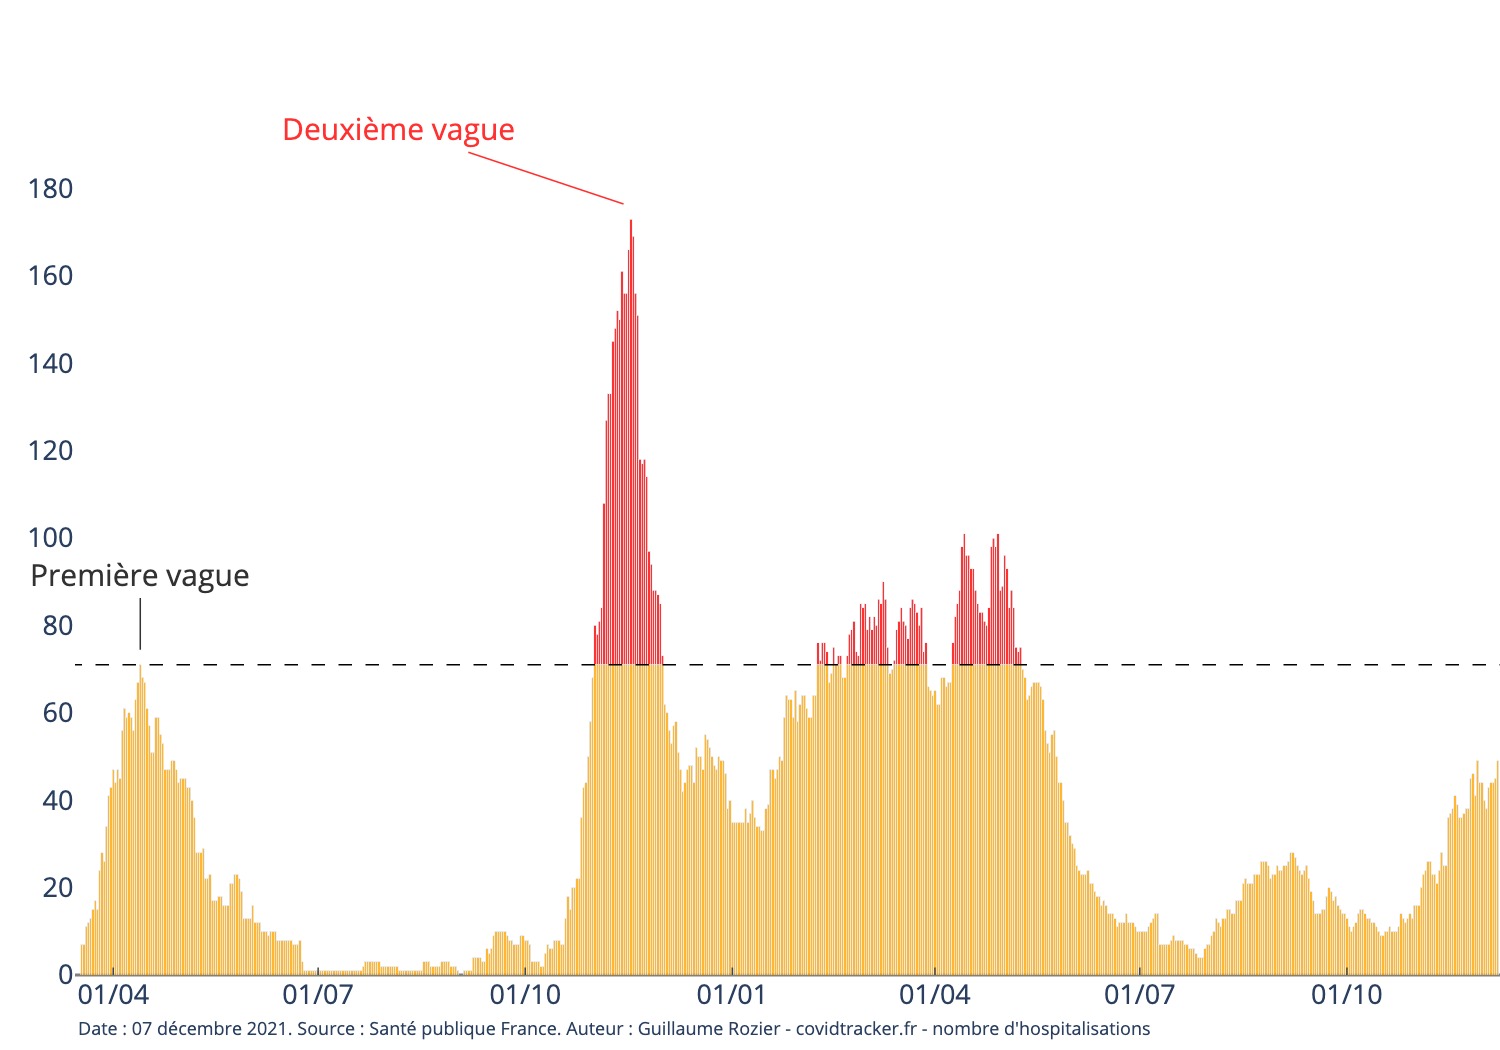 Deuxième vague
180
160
140
120
100
Première vague
80
60
40
20
0
01/04 01/07 01/10 01/01 01/04 01/07 01/10
Date : 07 décembre 2021. Source : Santé publique France. Auteur : Guillaume Rozier - covidtracker.fr - nombre d'hospitalisations